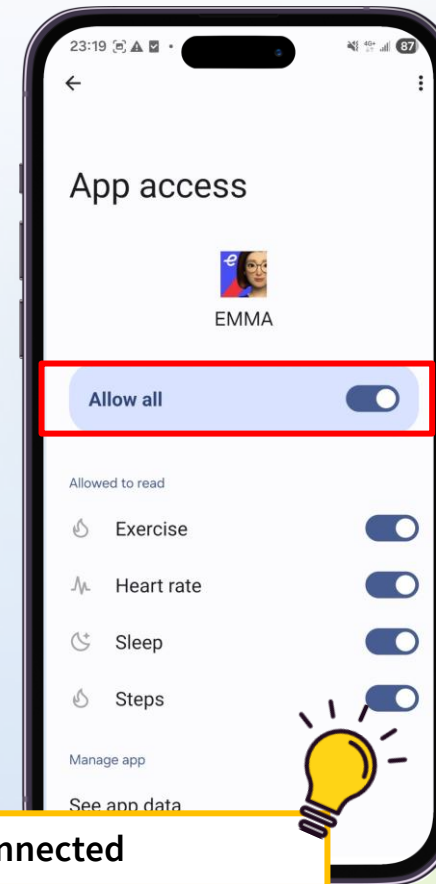 23:19
4G+
87
App access
e
EMMA
Allow all
Allowed to read
Exercise
Heart rate
Sleep
Steps
Manage app
See app data
nnected